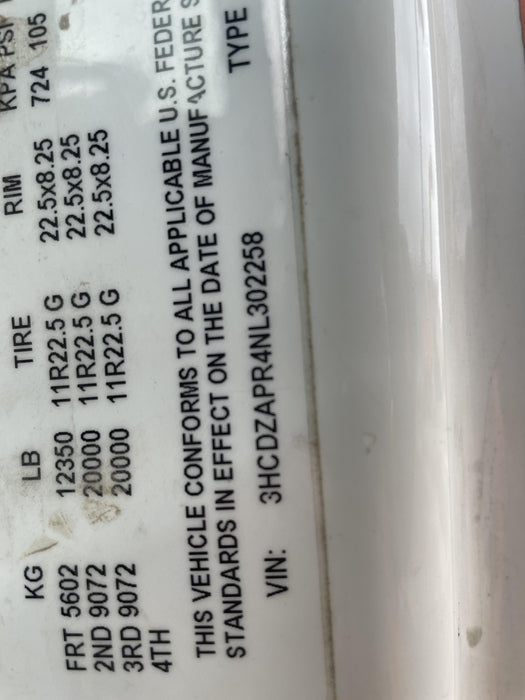 KG LB TIRE RIM KPA PSI
FRT 5602 12350 11R22.5 G 22.5x8.25 724 105
2ND 9072 20000 11R22.5 G 22.5x8.25
3RD 9072 20000 11R22.5 G 22.5x8.25
4TH
THIS VEHICLE CONFORMS TO ALL APPLICABLE U.S. FEDER
STANDARDS IN EFFECT ON THE DATE OF MANUFACTURE S
VIN: 3HCDZAPR4NL302258 TYPE